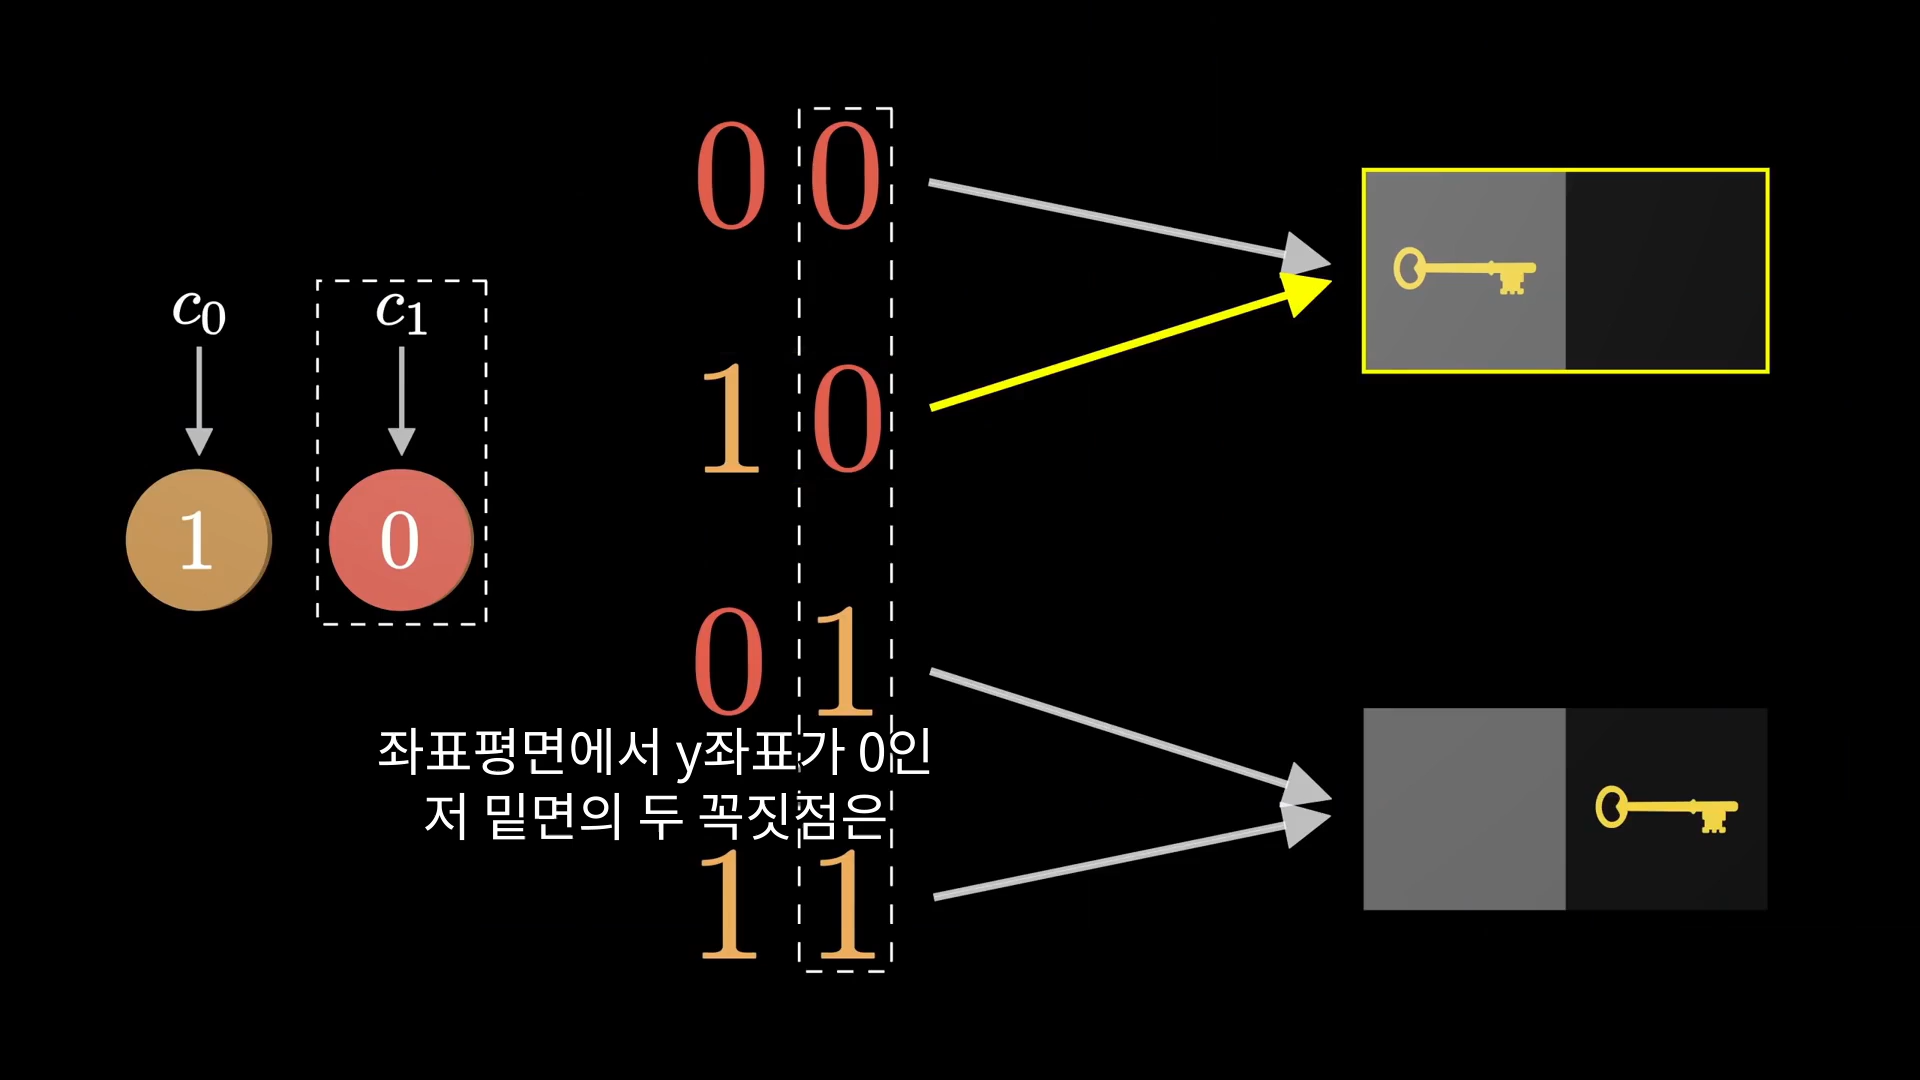 c₀ c₁
1 0
0 0
1 0
0 1
좌표평면에서 y좌표가 0인
저 밑면의 두 꼭짓점은
1 1